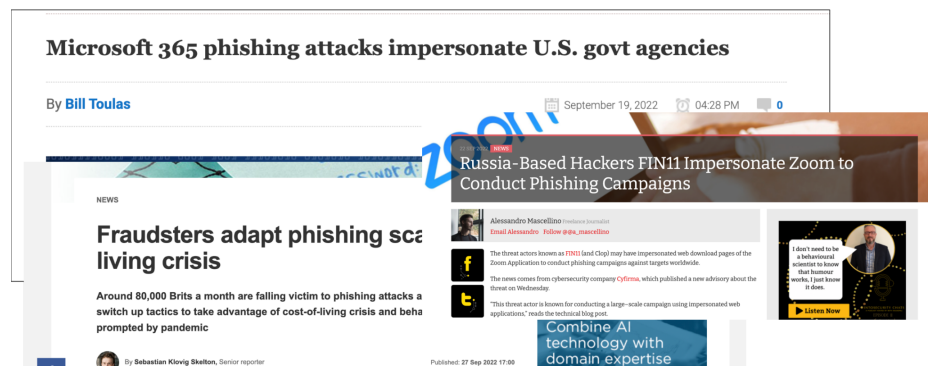 Microsoft 365 phishing attacks impersonate U.S. govt agencies
By Bill Toulas
September 19, 2022 04:28 PM 0
zoom
password:
NEWS
Fraudsters adapt phishing sca
living crisis
Around 80,000 Brits a month are falling victim to phishing attacks a
switch up tactics to take advantage of cost-of-living crisis and beha
prompted by pandemic
By Sebastian Klovig Skelton, Senior reporter
Published: 27 Sep 2022 17:00
2022 NEWS
Russia-Based Hackers FIN11 Impersonate Zoom to
Conduct Phishing Campaigns
Alessandro Mascellino Freelance Journalist
Email Alessandro Follow @a_mascellino
The threat actors known as FIN11 (and Clop) may have impersonated web download pages of the
Zoom Application to conduct phishing campaigns against targets worldwide.
The news comes from cybersecurity company Cyfirma, which published a new advisory about the
threat on Wednesday.
"This threat actor is known for conducting a large-scale campaign using impersonated web
applications," reads the technical blog post.
I don't need to be
a behavioural
scientist to know
that humour
works, I just know
it does.
Listen Now
Combine AI
technology with
domain expertise